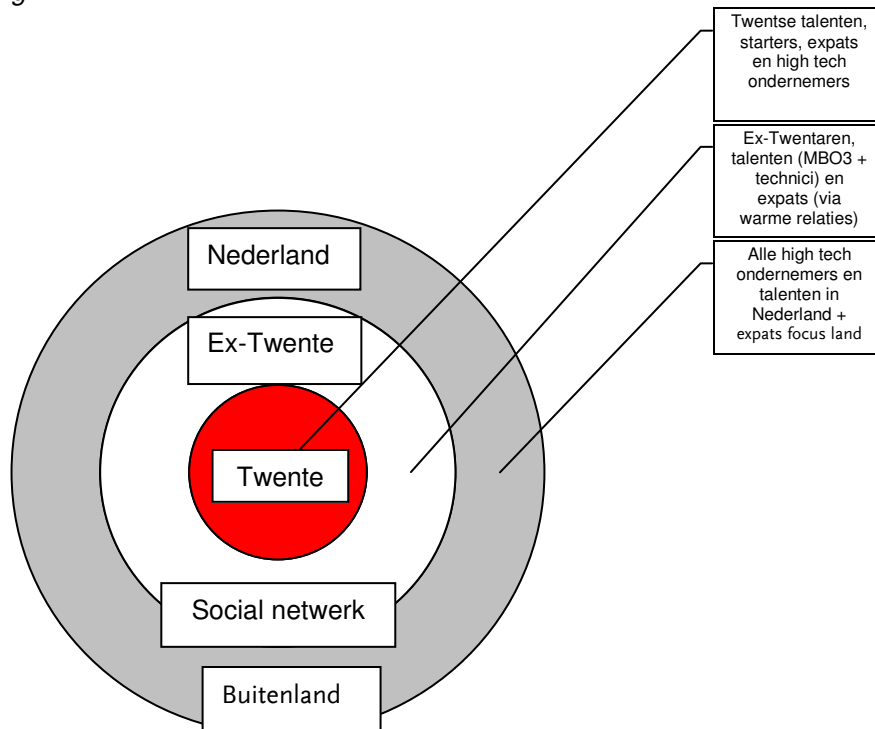 g
Twentse talenten,
starters, expats
en high tech
ondernemers
Ex-Twentaren,
talenten (MBO3 +
technici) en
expats (via
warme relaties)
Alle high tech
ondernemers en
talenten in
Nederland +
expats focus land
Nederland
Ex-Twente
Twente
Social netwerk
Buitenland